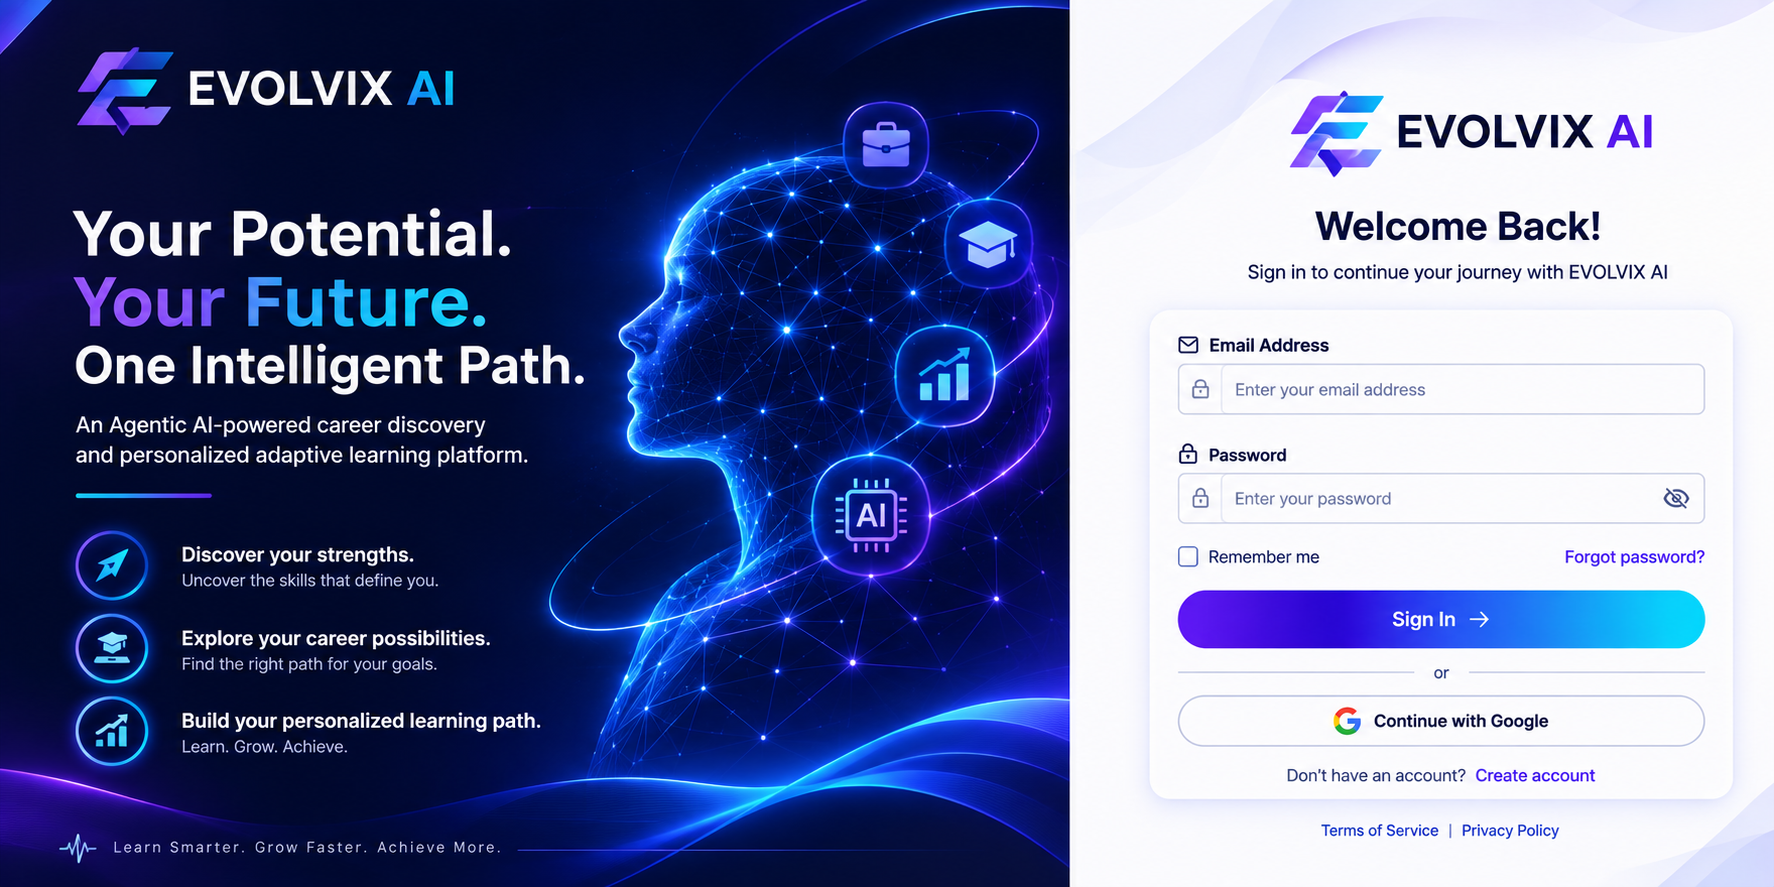 EVOLVIX AI
Your Potential.
Your Future.
One Intelligent Path.
An Agentic AI-powered career discovery
and personalized adaptive learning platform.
Discover your strengths.
Uncover the skills that define you.
Explore your career possibilities.
Find the right path for your goals.
Build your personalized learning path.
Learn. Grow. Achieve.
Learn Smarter. Grow Faster. Achieve More.
AI
EVOLVIX AI
Welcome Back!
Sign in to continue your journey with EVOLVIX AI
Email Address
Enter your email address
Password
Enter your password
Remember me Forgot password?
Sign In →
or
Continue with Google
Don't have an account? Create account
Terms of Service | Privacy Policy